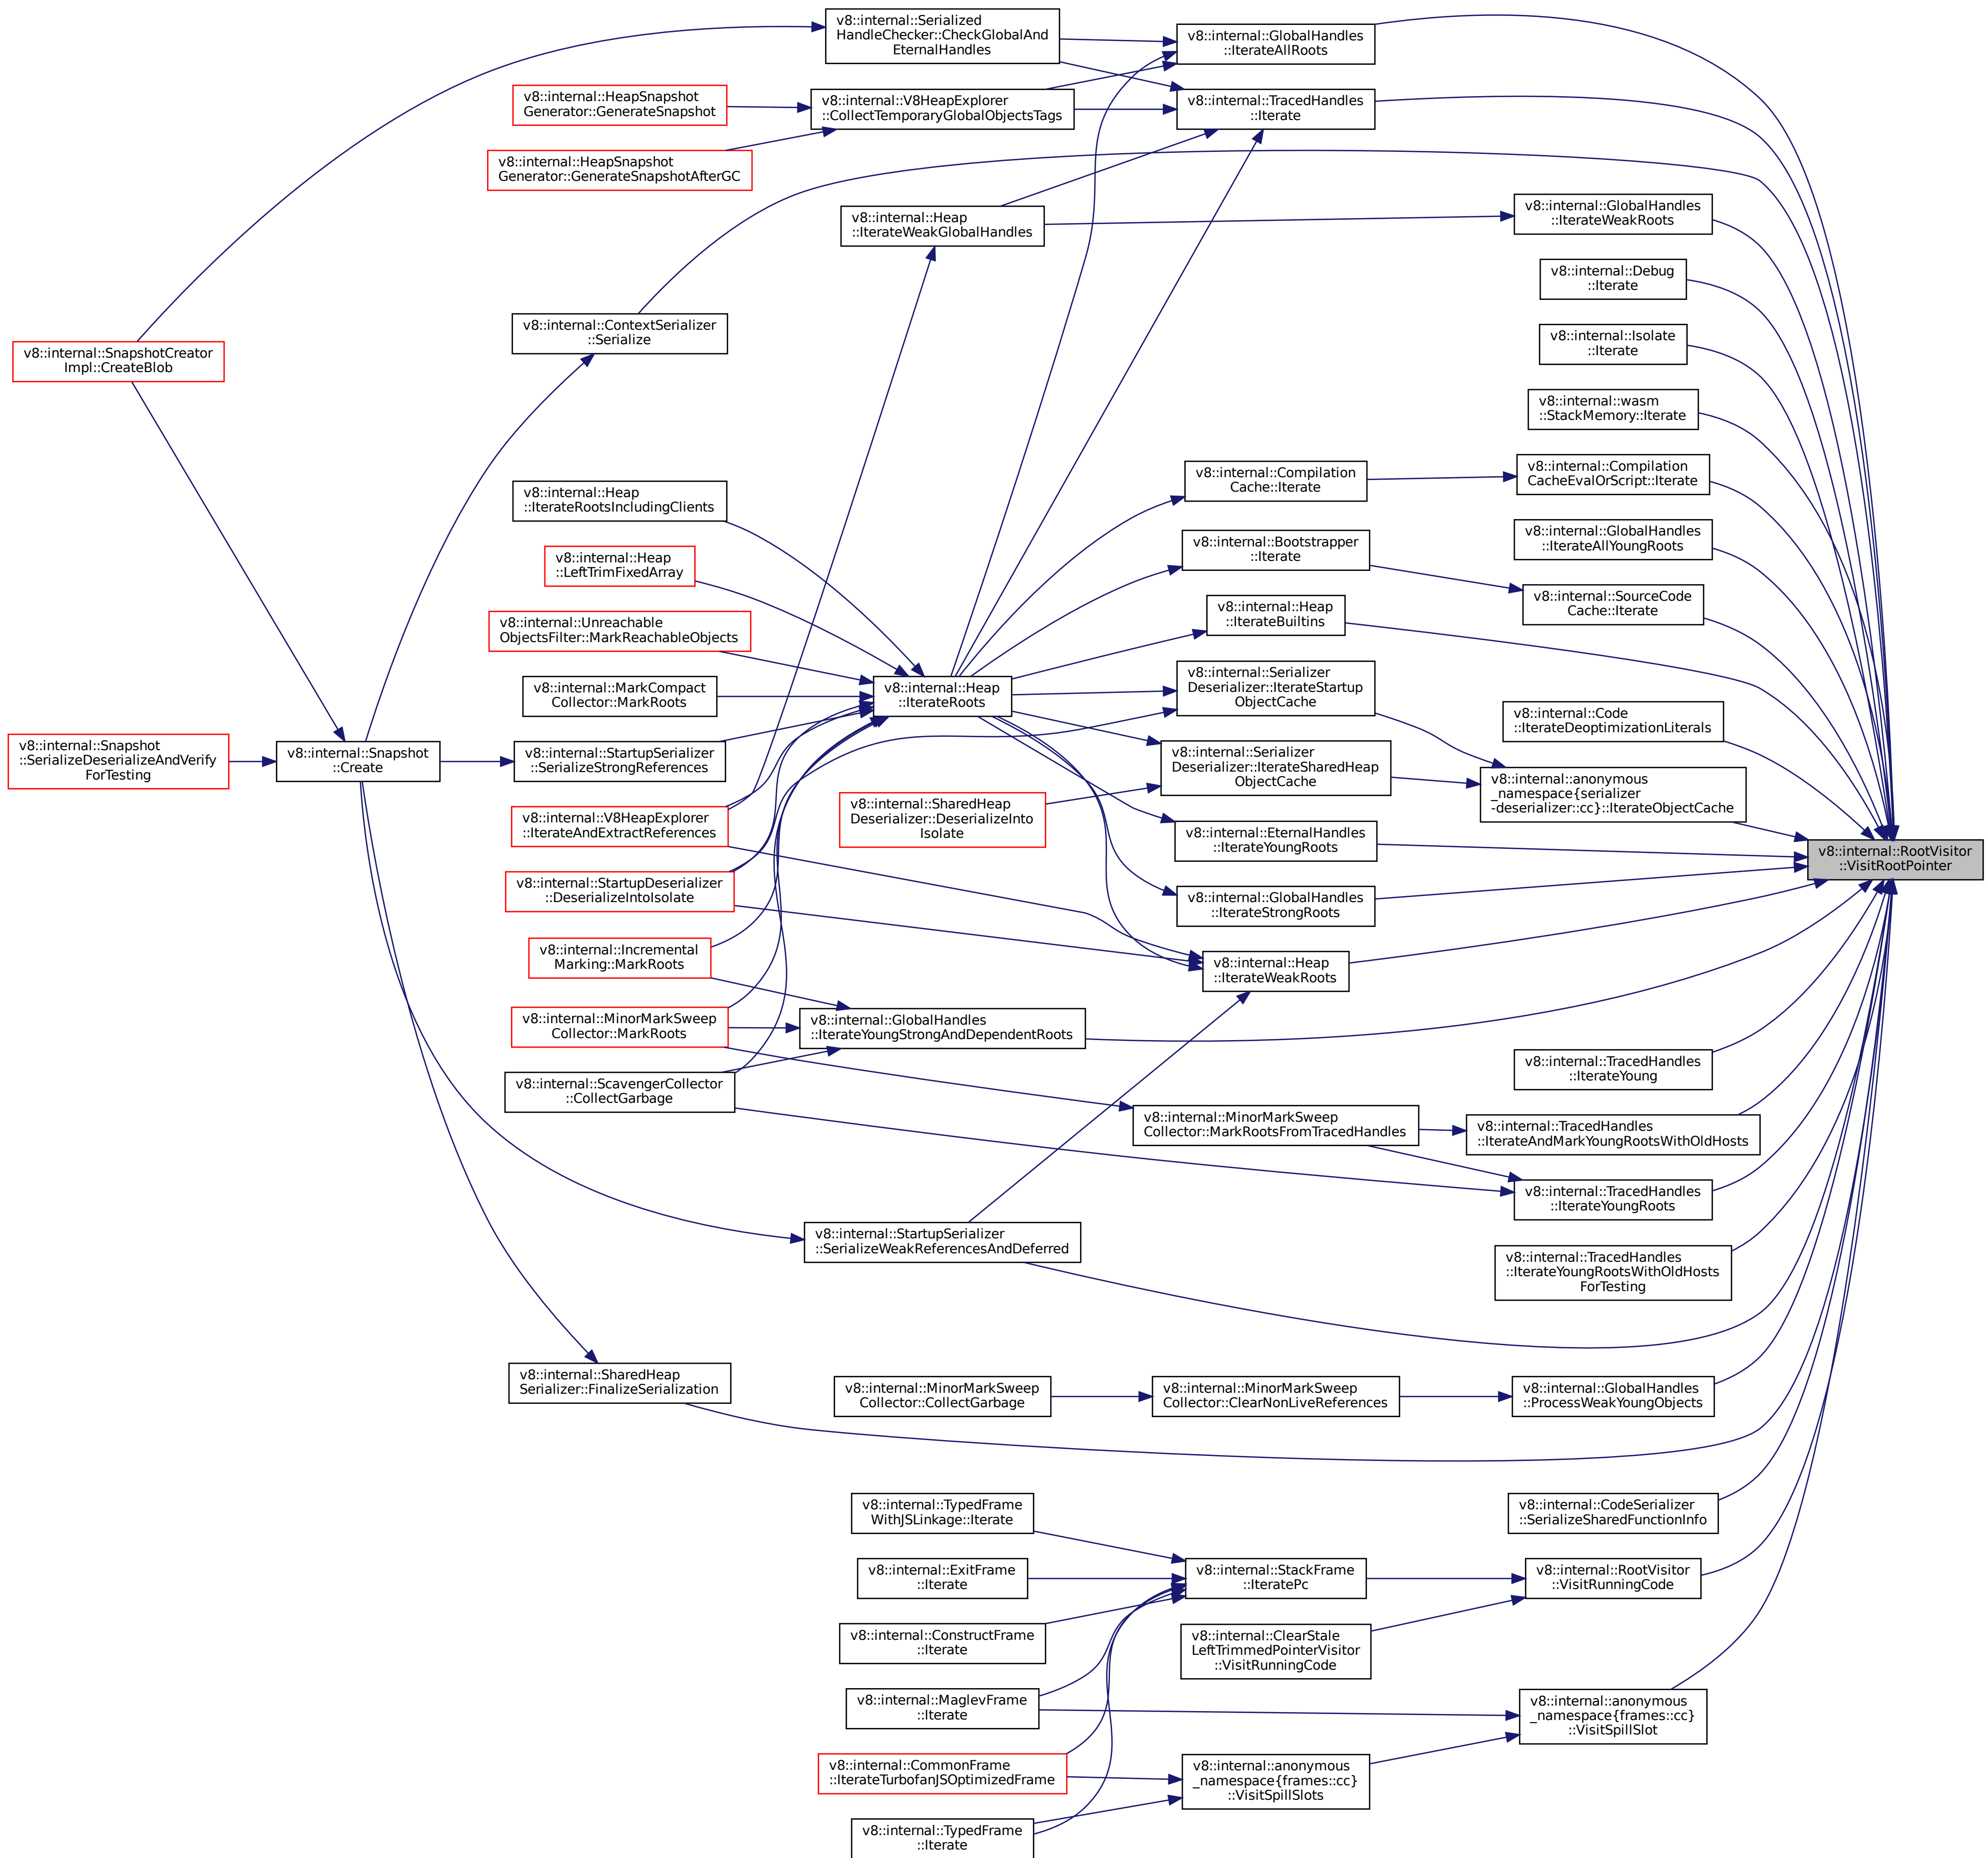 v8::internal::Serialized
HandleChecker::CheckGlobalAnd
EternalHandles
v8::internal::GlobalHandles
::IterateAllRoots
v8::internal::HeapSnapshot
Generator::GenerateSnapshot
v8::internal::V8HeapExplorer
::CollectTemporaryGlobalObjectsTags
v8::internal::TracedHandles
::Iterate
v8::internal::HeapSnapshot
Generator::GenerateSnapshotAfterGC
v8::internal::Heap
::IterateWeakGlobalHandles
v8::internal::GlobalHandles
::IterateWeakRoots
v8::internal::Debug
::Iterate
v8::internal::SnapshotCreator
Impl::CreateBlob
v8::internal::ContextSerializer
::Serialize
v8::internal::Isolate
::Iterate
v8::internal::wasm
::StackMemory::Iterate
v8::internal::Heap
::IterateRootsIncludingClients
v8::internal::Compilation
Cache::Iterate
v8::internal::Compilation
CacheEvalOrScript::Iterate
v8::internal::Heap
::LeftTrimFixedArray
v8::internal::Bootstrapper
::Iterate
v8::internal::GlobalHandles
::IterateAllYoungRoots
v8::internal::Unreachable
ObjectsFilter::MarkReachableObjects
v8::internal::Heap
::IterateBuiltins
v8::internal::SourceCode
Cache::Iterate
v8::internal::MarkCompact
Collector::MarkRoots
v8::internal::Heap
::IterateRoots
v8::internal::Serializer
Deserializer::IterateStartup
ObjectCache
v8::internal::Code
::IterateDeoptimizationLiterals
v8::internal::Snapshot
::SerializeDeserializeAndVerify
ForTesting
v8::internal::Snapshot
::Create
v8::internal::StartupSerializer
::SerializeStrongReferences
v8::internal::Serializer
Deserializer::IterateSharedHeap
ObjectCache
v8::internal::anonymous
_namespace{serializer
-deserializer::cc}::IterateObjectCache
v8::internal::V8HeapExplorer
::IterateAndExtractReferences
v8::internal::SharedHeap
Deserializer::DeserializeInto
Isolate
v8::internal::EternalHandles
::IterateYoungRoots
v8::internal::RootVisitor
::VisitRootPointer
v8::internal::StartupDeserializer
::DeserializeIntoIsolate
v8::internal::GlobalHandles
::IterateStrongRoots
v8::internal::Incremental
Marking::MarkRoots
v8::internal::Heap
::IterateWeakRoots
v8::internal::MinorMarkSweep
Collector::MarkRoots
v8::internal::GlobalHandles
::IterateYoungStrongAndDependentRoots
v8::internal::TracedHandles
::IterateYoung
v8::internal::ScavengerCollector
::CollectGarbage
v8::internal::MinorMarkSweep
Collector::MarkRootsFromTracedHandles
v8::internal::TracedHandles
::IterateAndMarkYoungRootsWithOldHosts
v8::internal::TracedHandles
::IterateYoungRoots
v8::internal::StartupSerializer
::SerializeWeakReferencesAndDeferred
v8::internal::TracedHandles
::IterateYoungRootsWithOldHosts
ForTesting
v8::internal::SharedHeap
Serializer::FinalizeSerialization
v8::internal::MinorMarkSweep
Collector::CollectGarbage
v8::internal::MinorMarkSweep
Collector::ClearNonLiveReferences
v8::internal::GlobalHandles
::ProcessWeakYoungObjects
v8::internal::TypedFrame
WithJSLinkage::Iterate
v8::internal::CodeSerializer
::SerializeSharedFunctionInfo
v8::internal::ExitFrame
::Iterate
v8::internal::StackFrame
::IteratePc
v8::internal::RootVisitor
::VisitRunningCode
v8::internal::ConstructFrame
::Iterate
v8::internal::ClearStale
LeftTrimmedPointerVisitor
::VisitRunningCode
v8::internal::MaglevFrame
::Iterate
v8::internal::anonymous
_namespace{frames::cc}
::VisitSpillSlot
v8::internal::CommonFrame
::IterateTurbofanJSOptimizedFrame
v8::internal::anonymous
_namespace{frames::cc}
::VisitSpillSlots
v8::internal::TypedFrame
::Iterate